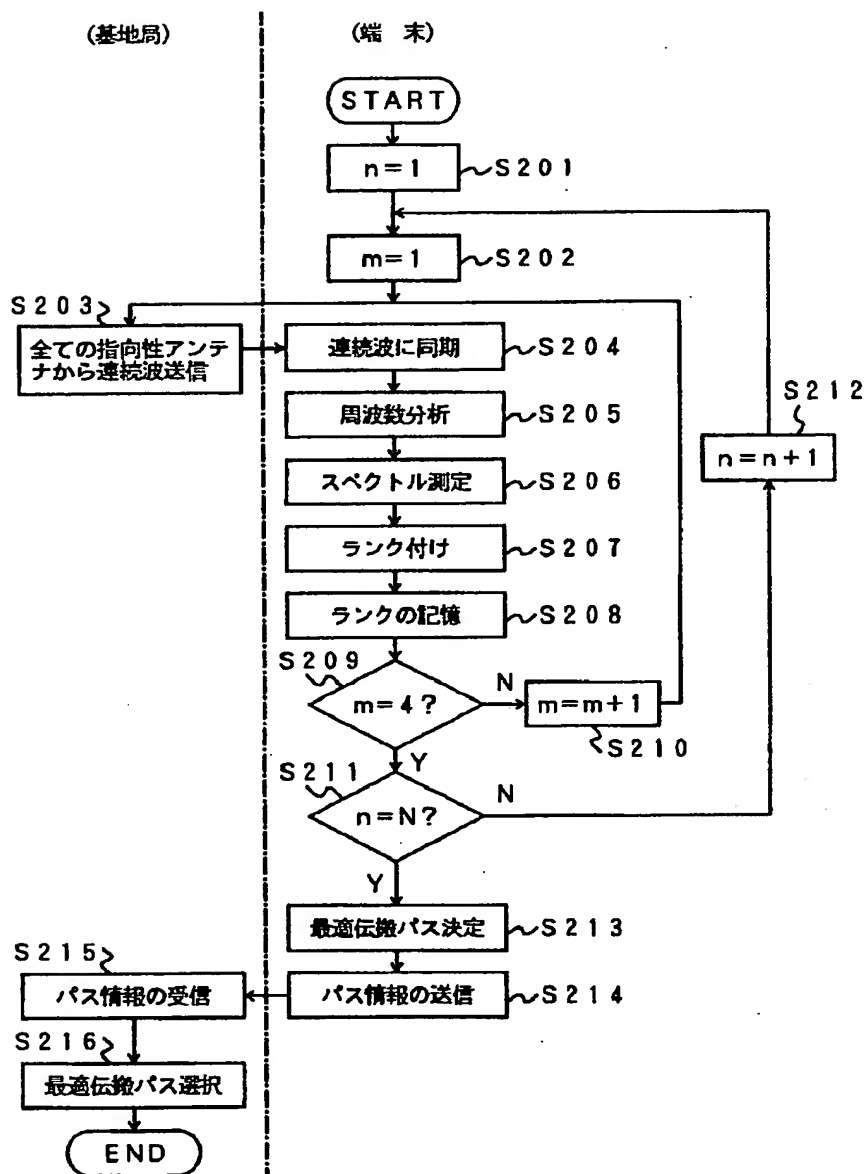 (基地局)
(端 末)
START
n=1
S201
m=1
S202
S203
全ての指向性アンテ
ナから連続波送信
連続波に同期
S204
周波数分析
S205
スペクトル測定
S206
ランク付け
S207
ランクの記憶
S208
S209
m=4?
N
m=m+1
S210
Y
S211
n=N?
N
S212
n=n+1
Y
最適伝搬パス決定
S213
パス情報の送信
S214
S215
パス情報の受信
S216
最適伝搬パス選択
END